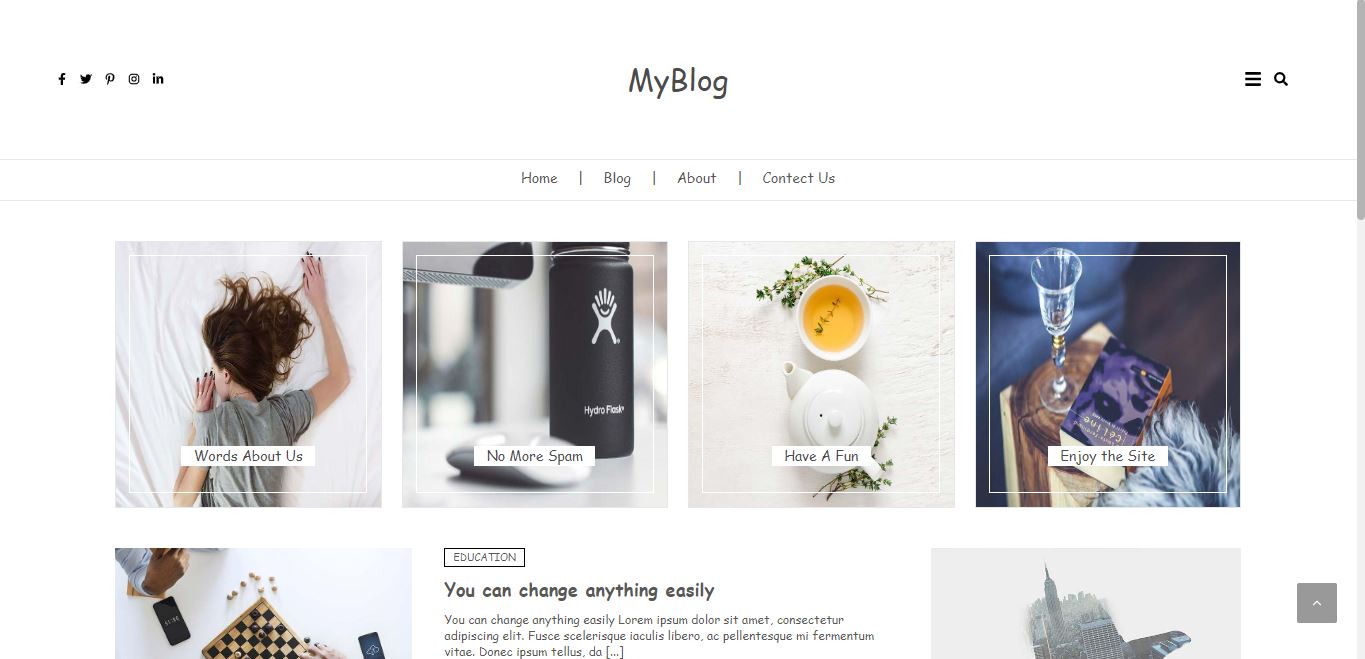 MyBlog
Home | Blog | About | Contect Us
Hydro Flask
Words About Us
No More Spam
Have A Fun
Enjoy the Site
EDUCATION
You can change anything easily
You can change anything easily Lorem ipsum dolor sit amet, consectetur
adipiscing elit. Fusce scelerisque iaculis libero, ac pellentesque mi fermentum
vitae. Donec ipsum tellus, da [...]